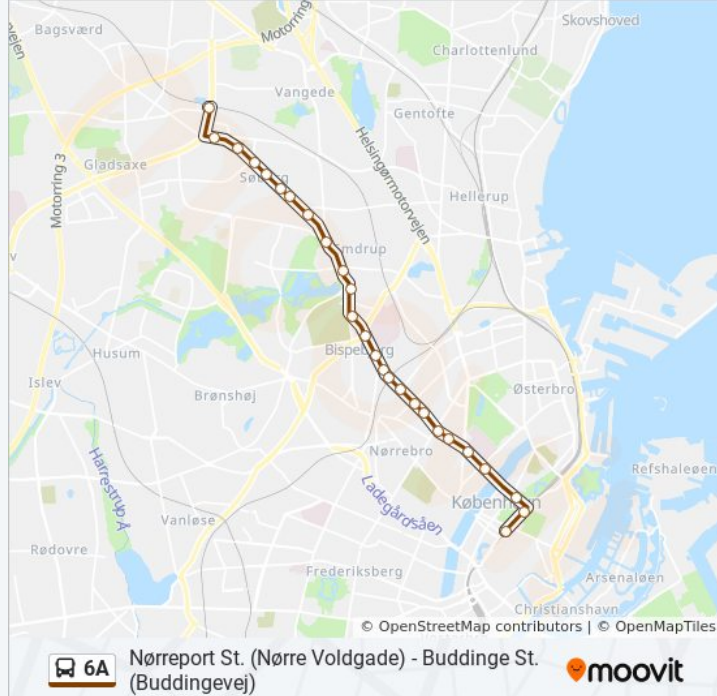 Bagsværd
Motorring
Skovshoved
Charlottenlund
Vangede
Gentofte
Helsingørmotorvejen
Motorring 3
Gladsaxe
Søborg
Hellerup
Emdrup
Husum
Bispebjerg
Islev
Brønshøj
Østerbro
Nørrebro
Harrestrup Å
Ladegårdsåen
København
Refshaleøen
Vanløse
Rødovre
Frederiksberg
Arsenaløen
Christianshavn
© OpenStreetMap contributors | © OpenMapTiles
6A
Nørreport St. (Nørre Voldgade) - Buddinge St.
(Buddingevej)
moovit